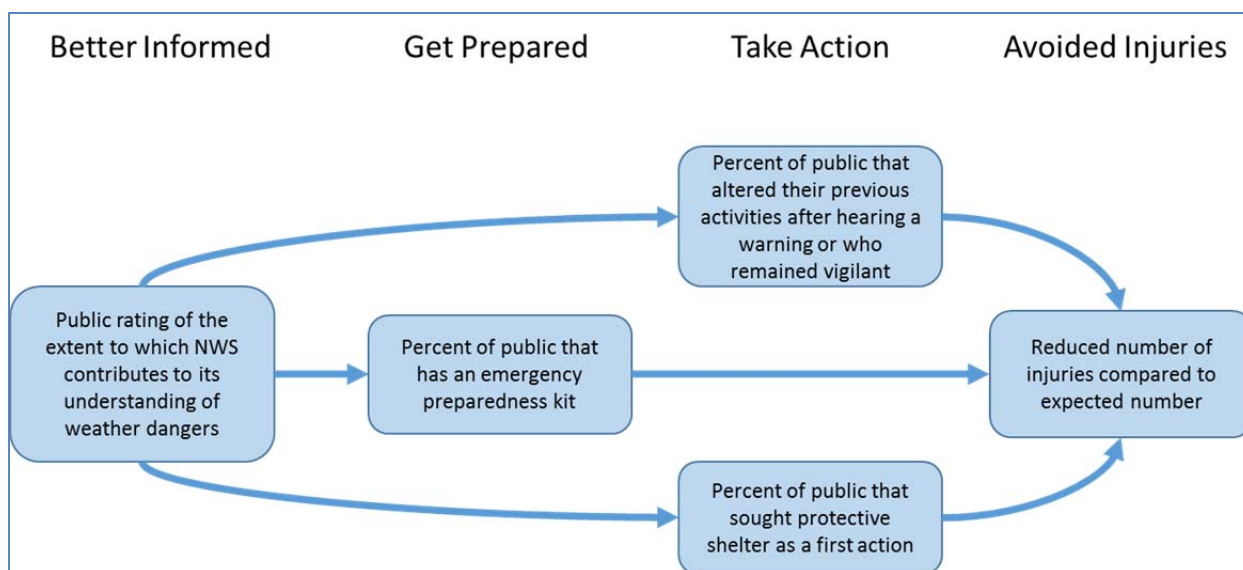 Better Informed
Get Prepared
Take Action
Avoided Injuries
Percent of public that
altered their previous
activities after hearing a
warning or who
remained vigilant
Public rating of the
extent to which NWS
contributes to its
understanding of
weather dangers
Percent of public that
has an emergency
preparedness kit
Reduced number of
injuries compared to
expected number
Percent of public that
sought protective
shelter as a first action